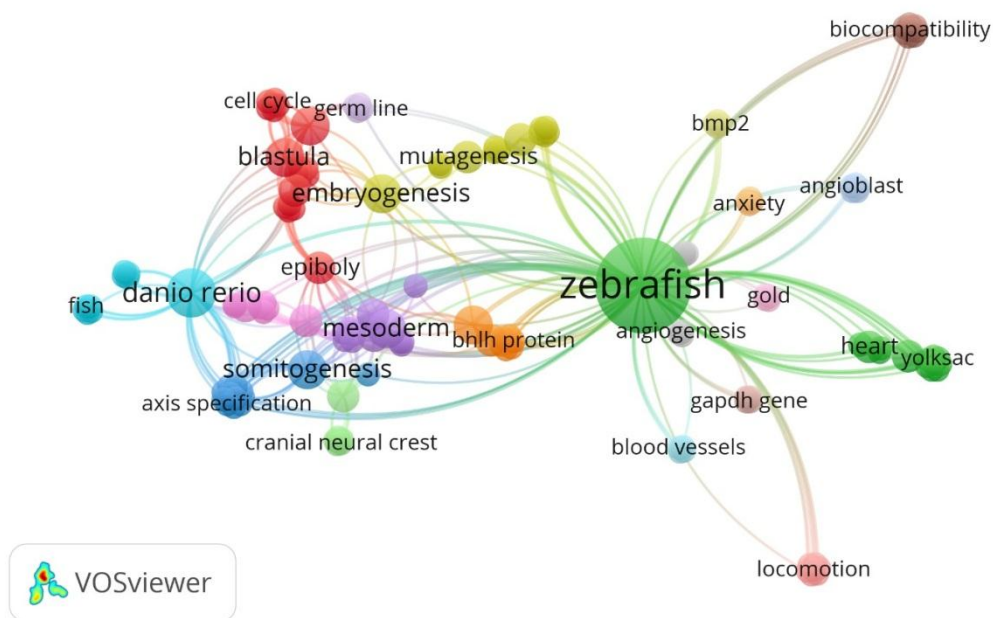 biocompatibility
cell cycle
germ line
bmp2
blastula
mutagenesis
embryogenesis
anxiety
angioblast
epiboly
zebrafish
fish
danio rerio
gold
mesoderm
bhlh protein
angiogenesis
heart
yolksac
somitogenesis
axis specification
gapdh gene
cranial neural crest
blood vessels
locomotion
VOSviewer